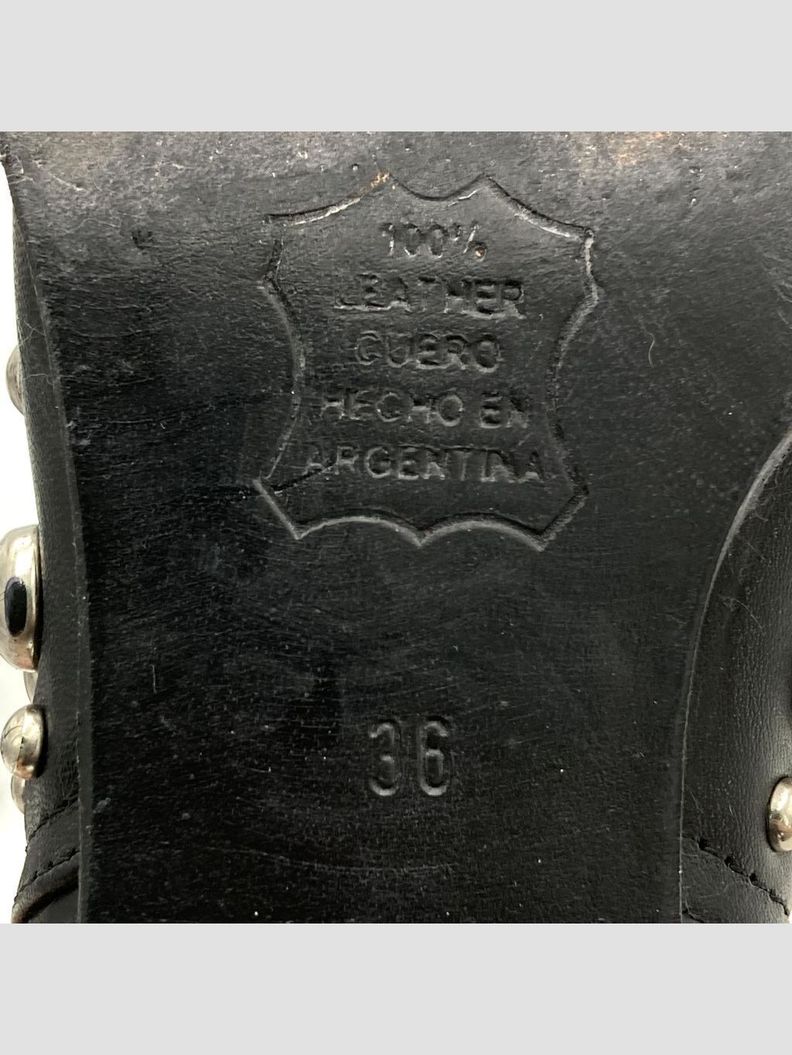 100%
LEATHER
CUERO
HECHO EN
ARGENTINA
36